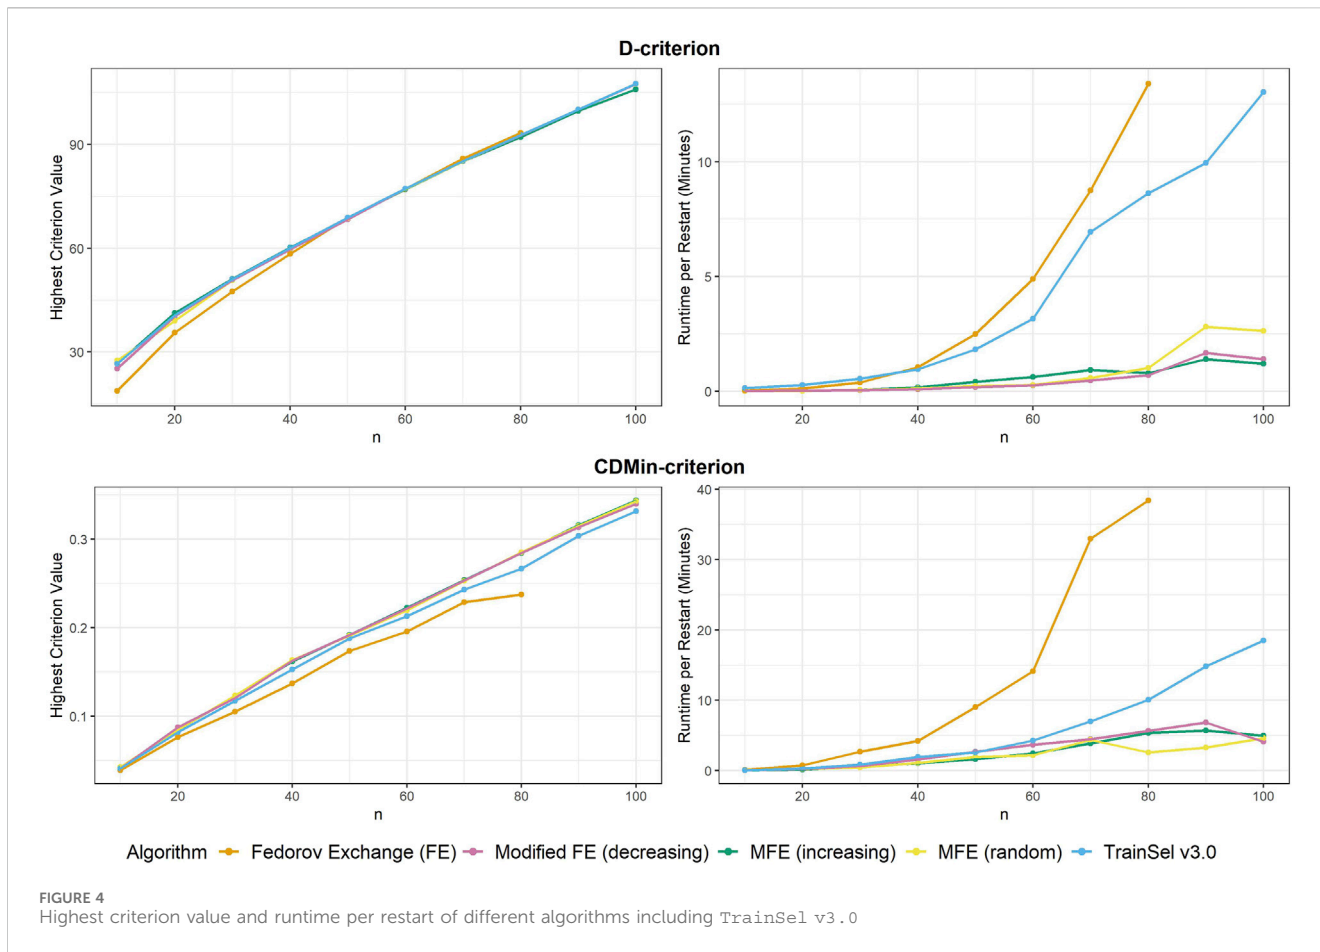 D-criterion
Highest Criterion Value
90
60
30
20
40
60
80
100
n
Runtime per Restart (Minutes)
10
5
0
20
40
60
80
100
n
CDMin-criterion
Highest Criterion Value
0.3
0.2
0.1
20
40
60
80
100
n
Runtime per Restart (Minutes)
40
30
20
10
0
20
40
60
80
100
n
Algorithm Fedorov Exchange (FE) Modified FE (decreasing) MFE (increasing) MFE (random) TrainSel v3.0
FIGURE 4
Highest criterion value and runtime per restart of different algorithms including TrainSel v3.0